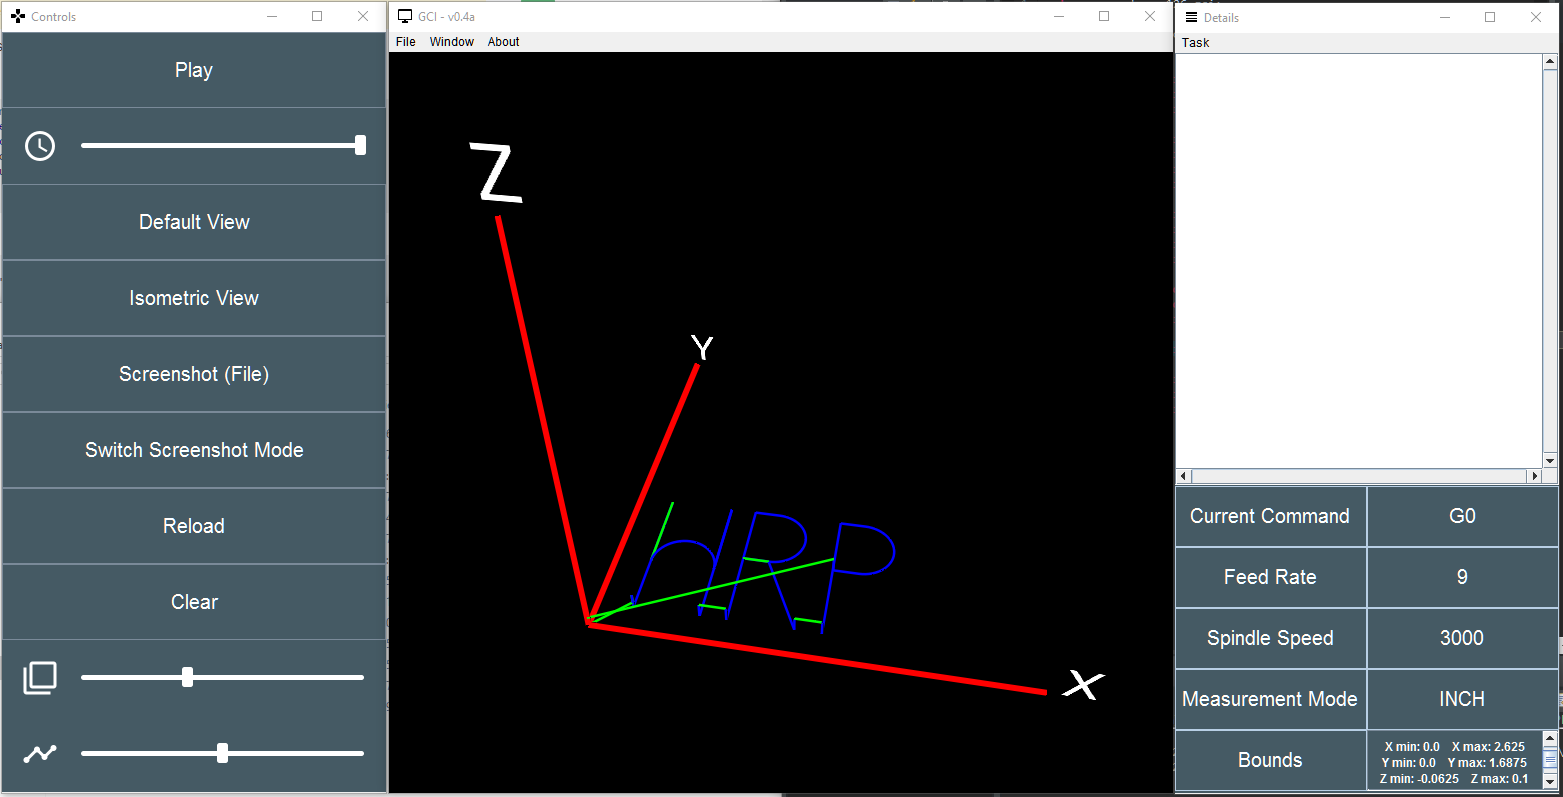 Controls
Play
Default View
Isometric View
Screenshot (File)
Switch Screenshot Mode
Reload
Clear
GCI - v0.4a
File Window About
Z
Y
hRP
X
Details
Task
Current Command G0
Feed Rate 9
Spindle Speed 3000
Measurement Mode INCH
Bounds
X min: 0.0 X max: 2.625
Y min: 0.0 Y max: 1.6875
Z min: -0.0625 Z max: 0.1